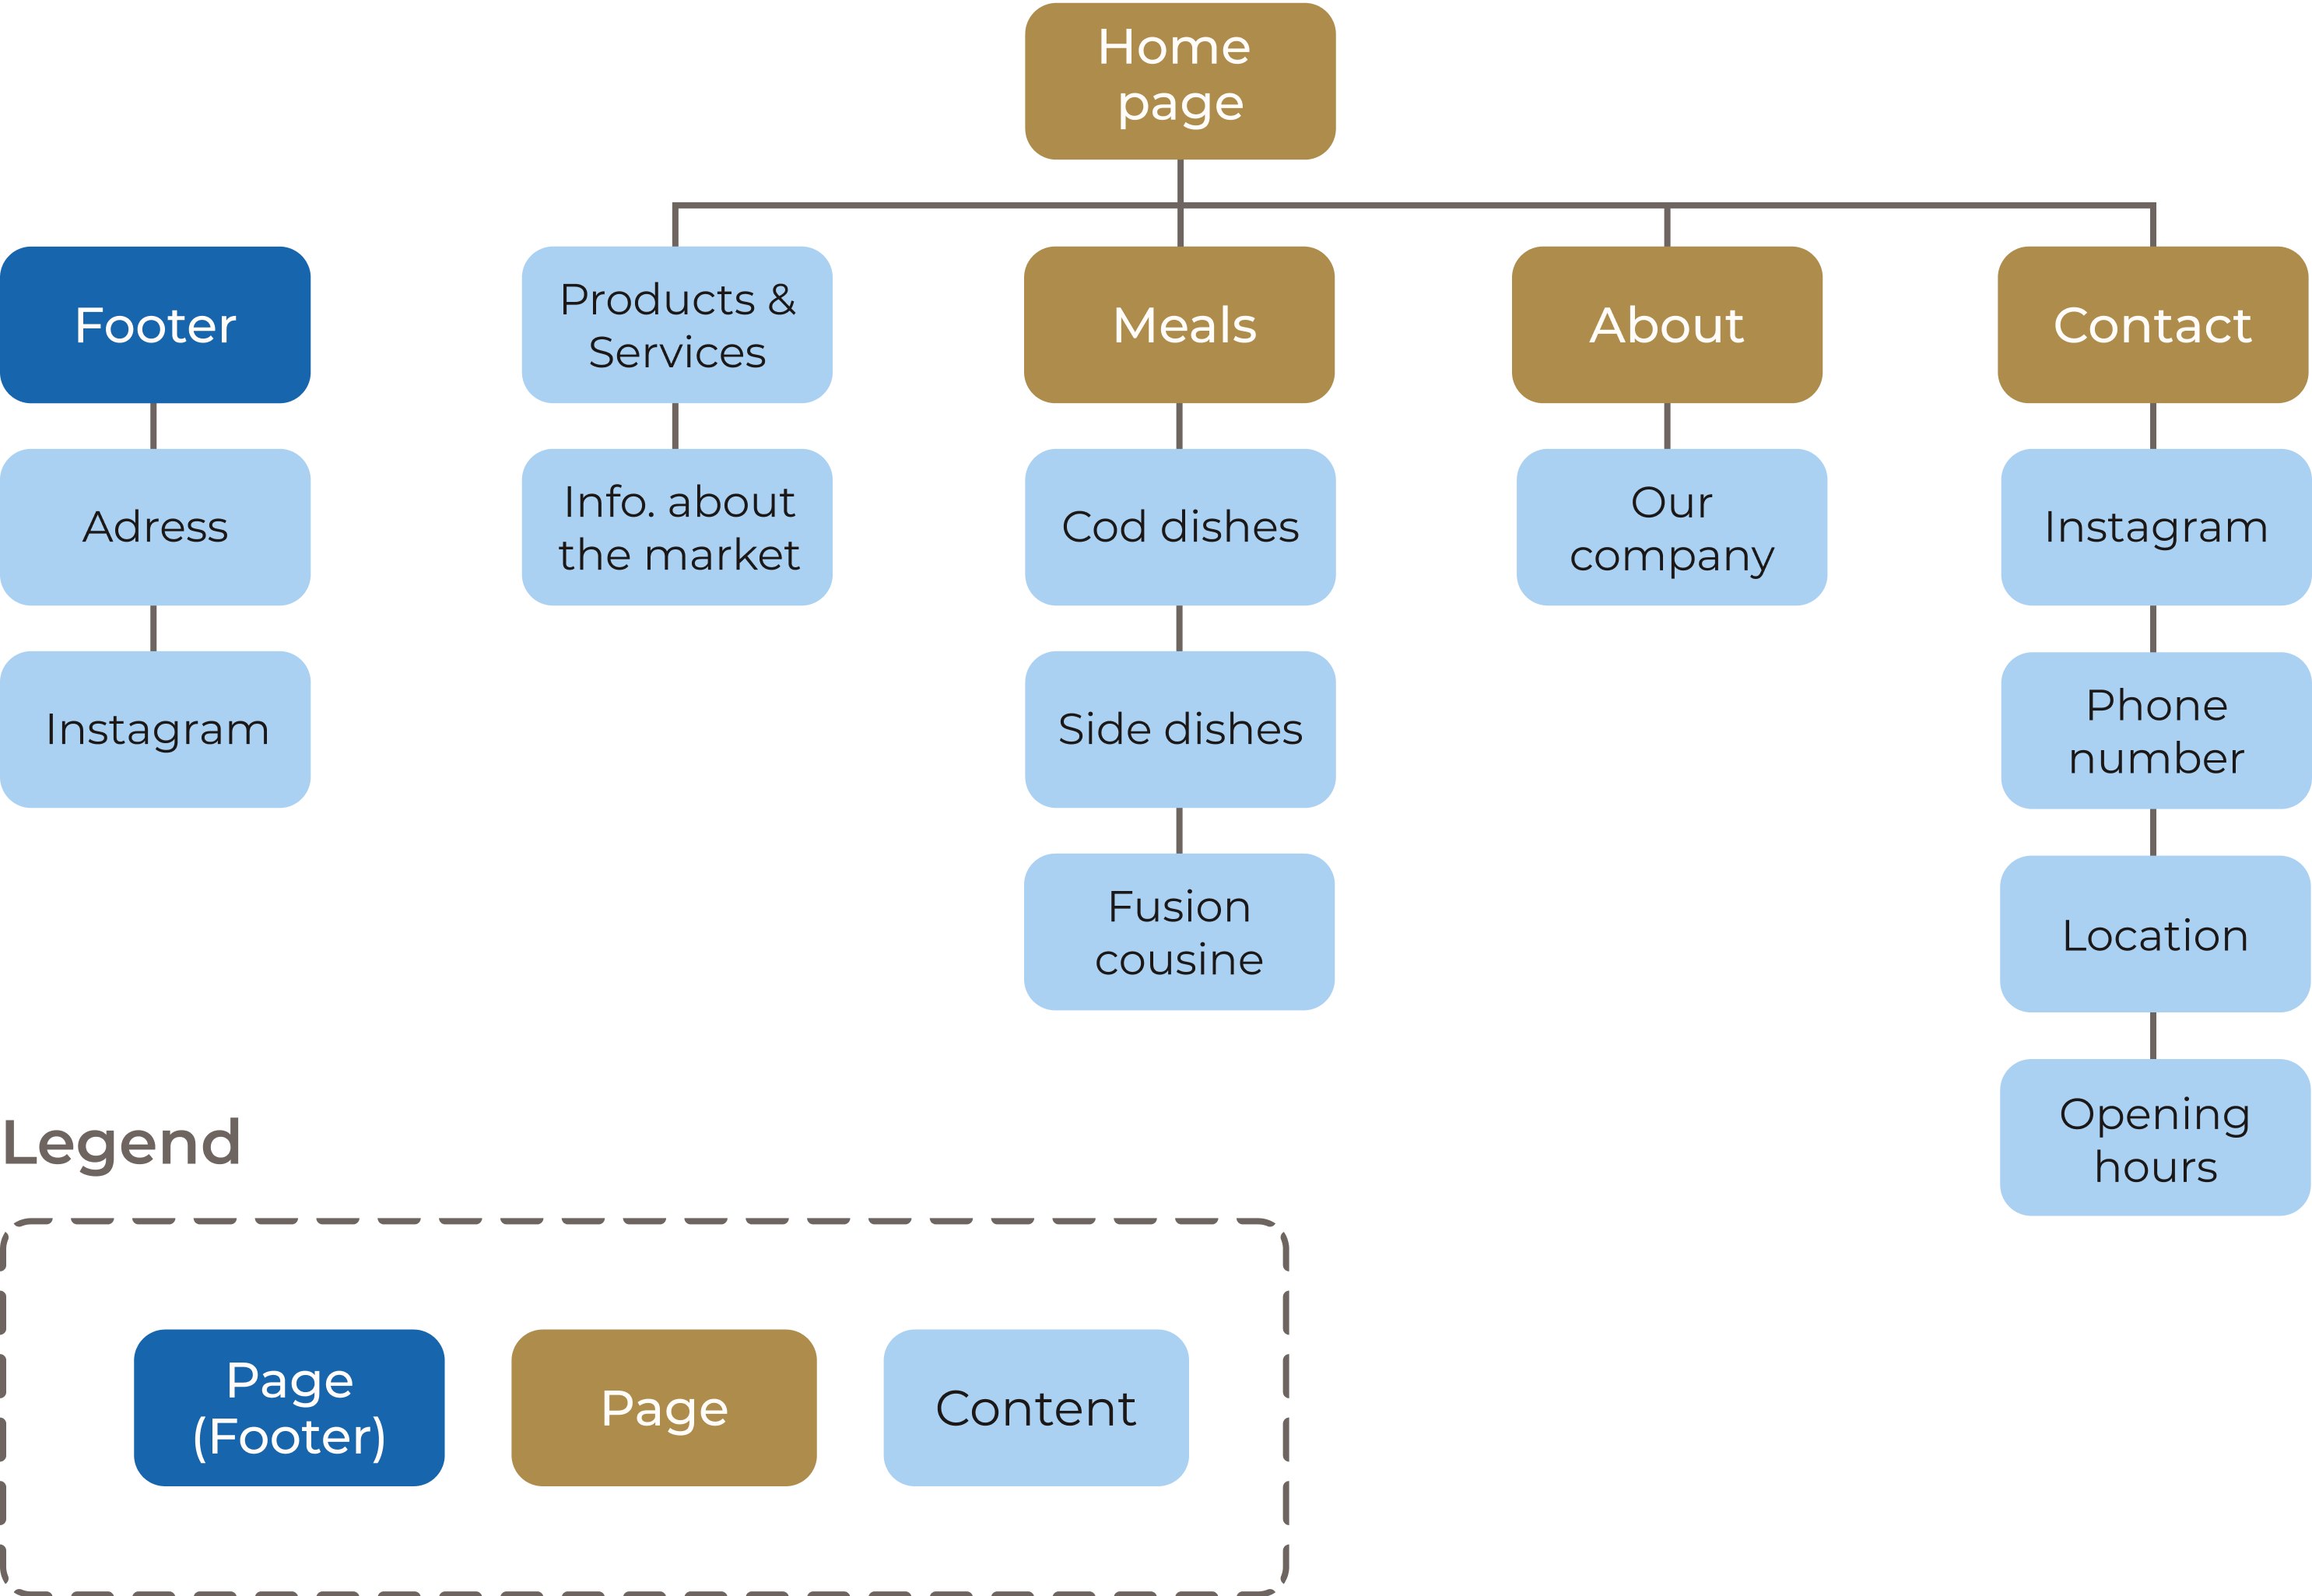 Home
page
Footer
Products &
Services
Meals
About
Contact
Adress
Info. about
the market
Cod dishes
Our
company
Instagram
Instagram
Side dishes
Phone
number
Fusion
cousine
Location
Opening
hours
Legend
Page
(Footer)
Page
Content